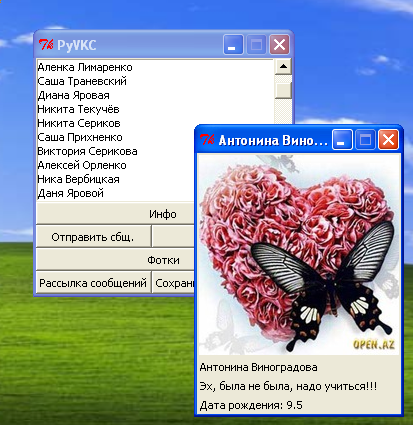 PyVKC
Аленка Лимаренко
Саша Траневский
Диана Яровая
Никита Текучёв
Никита Сериков
Саша Прихненко
Виктория Серикова
Алексей Орленко
Ника Вербицкая
Даня Яровой
Инфо
Отправить сбщ.
Фотки
Рассылка сообщений
Антонина Вино...
OPEN.AZ
Антонина Виноградова
Эх, была не была, надо учиться!!!
Дата рождения: 9.5